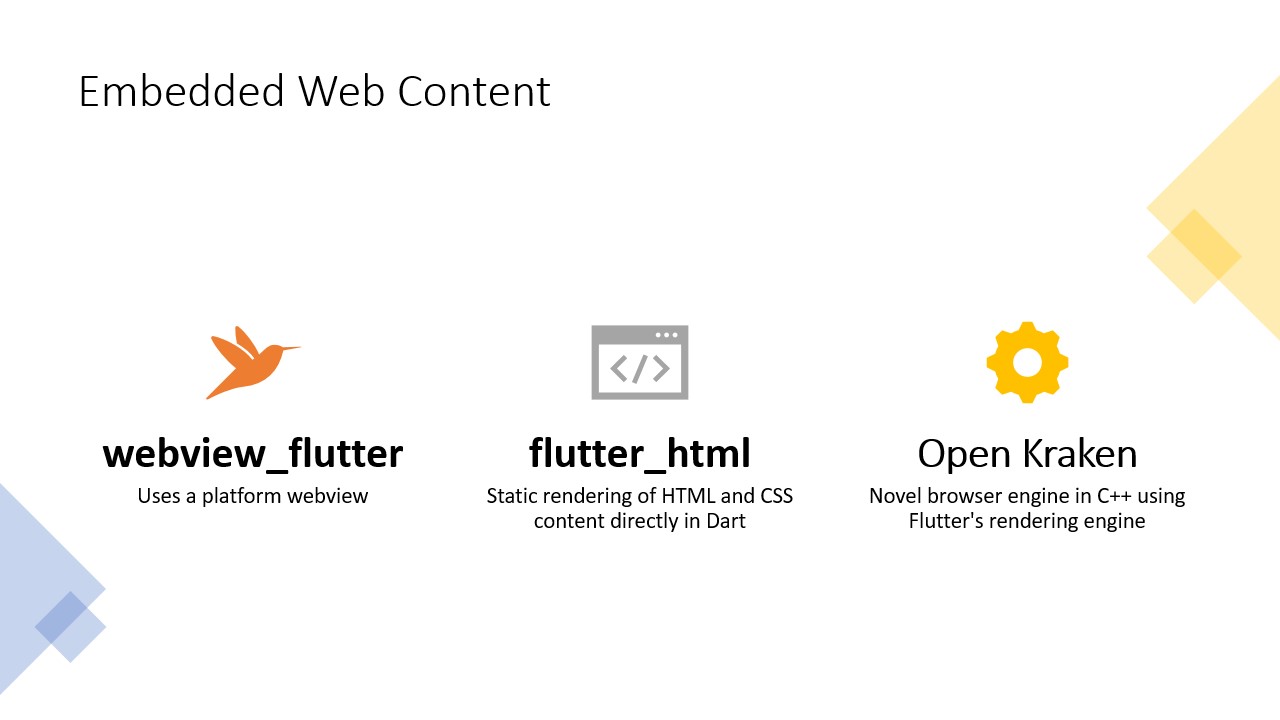 Embedded Web Content
webview_flutter
Uses a platform webview
</>
flutter_html
Static rendering of HTML and CSS
content directly in Dart
Open Kraken
Novel browser engine in C++ using
Flutter's rendering engine